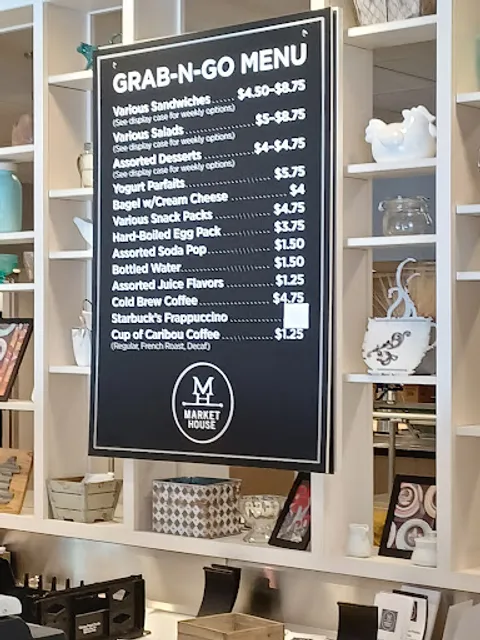 GRAB-N-GO MENU
Various Sandwiches.......$4.50-$8.75
(See display case for weekly options)
Various Salads.......$5-$8.75
(See display case for weekly options)
Assorted Desserts.......$4-$4.75
(See display case for weekly options)
Yogurt Parfaits.......$5.75
Bagel w/Cream Cheese.......$4
Various Snack Packs.......$4.75
Hard-Boiled Egg Pack.......$3.75
Assorted Soda Pop.......$1.50
Bottled Water.......$1.50
Assorted Juice Flavors.......$1.25
Cold Brew Coffee.......$4.75
Starbuck's Frappuccino.......
Cup of Caribou Coffee.......$1.25
(Regular, French Roast, Decaf)
MH
MARKET
HOUSE